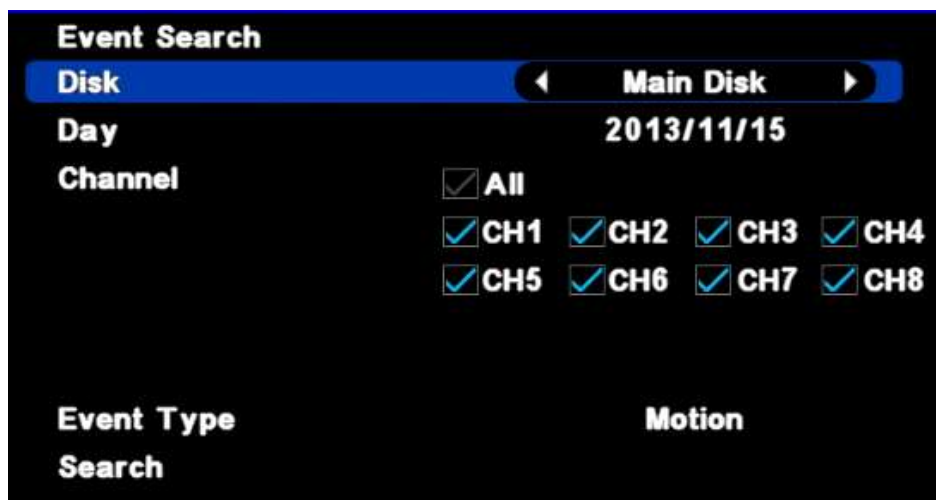 Event Search
Disk Main Disk
Day 2013/11/15
Channel All
CH1 CH2 CH3 CH4
CH5 CH6 CH7 CH8
Event Type Motion
Search